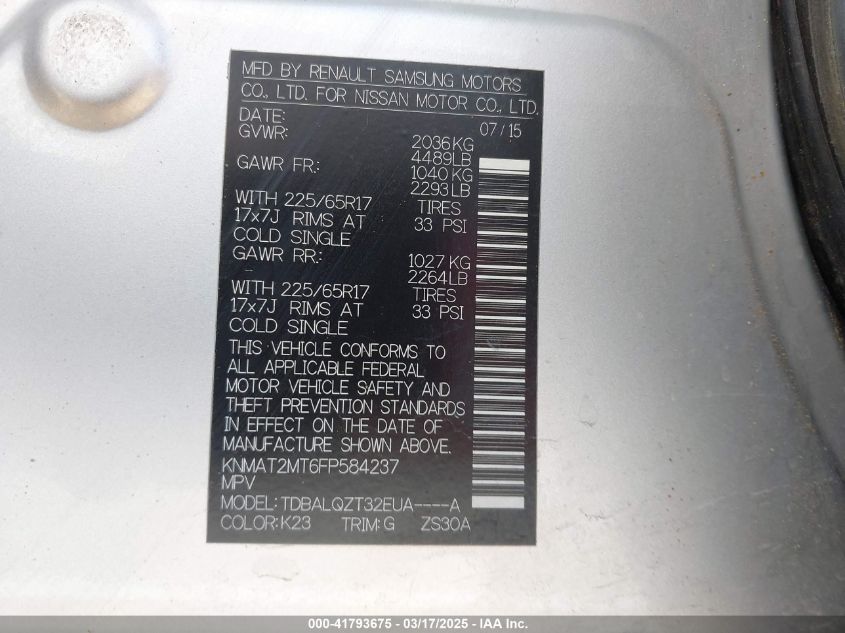 MFD BY RENAULT SAMSUNG MOTORS
CO., LTD. FOR NISSAN MOTOR CO., LTD.
DATE: 07/15
GVWR: 2036KG
4489LB
GAWR FR.: 1040 KG
2293LB
WITH 225/65R17 TIRES
17x7J RIMS AT 33 PSI
COLD SINGLE
GAWR RR.: 1027 KG
2264LB
WITH 225/65R17 TIRES
17x7J RIMS AT 33 PSI
COLD SINGLE
THIS VEHICLE CONFORMS TO
ALL APPLICABLE FEDERAL
MOTOR VEHICLE SAFETY AND
THEFT PREVENTION STANDARDS
IN EFFECT ON THE DATE OF
MANUFACTURE SHOWN ABOVE.
KNMAT2MT6FP584237
MPV
MODEL: TDBALQZT32EUA----A
COLOR: K23 TRIM: G ZS30A
000-41793675 - 03/17/2025 - IAA Inc.